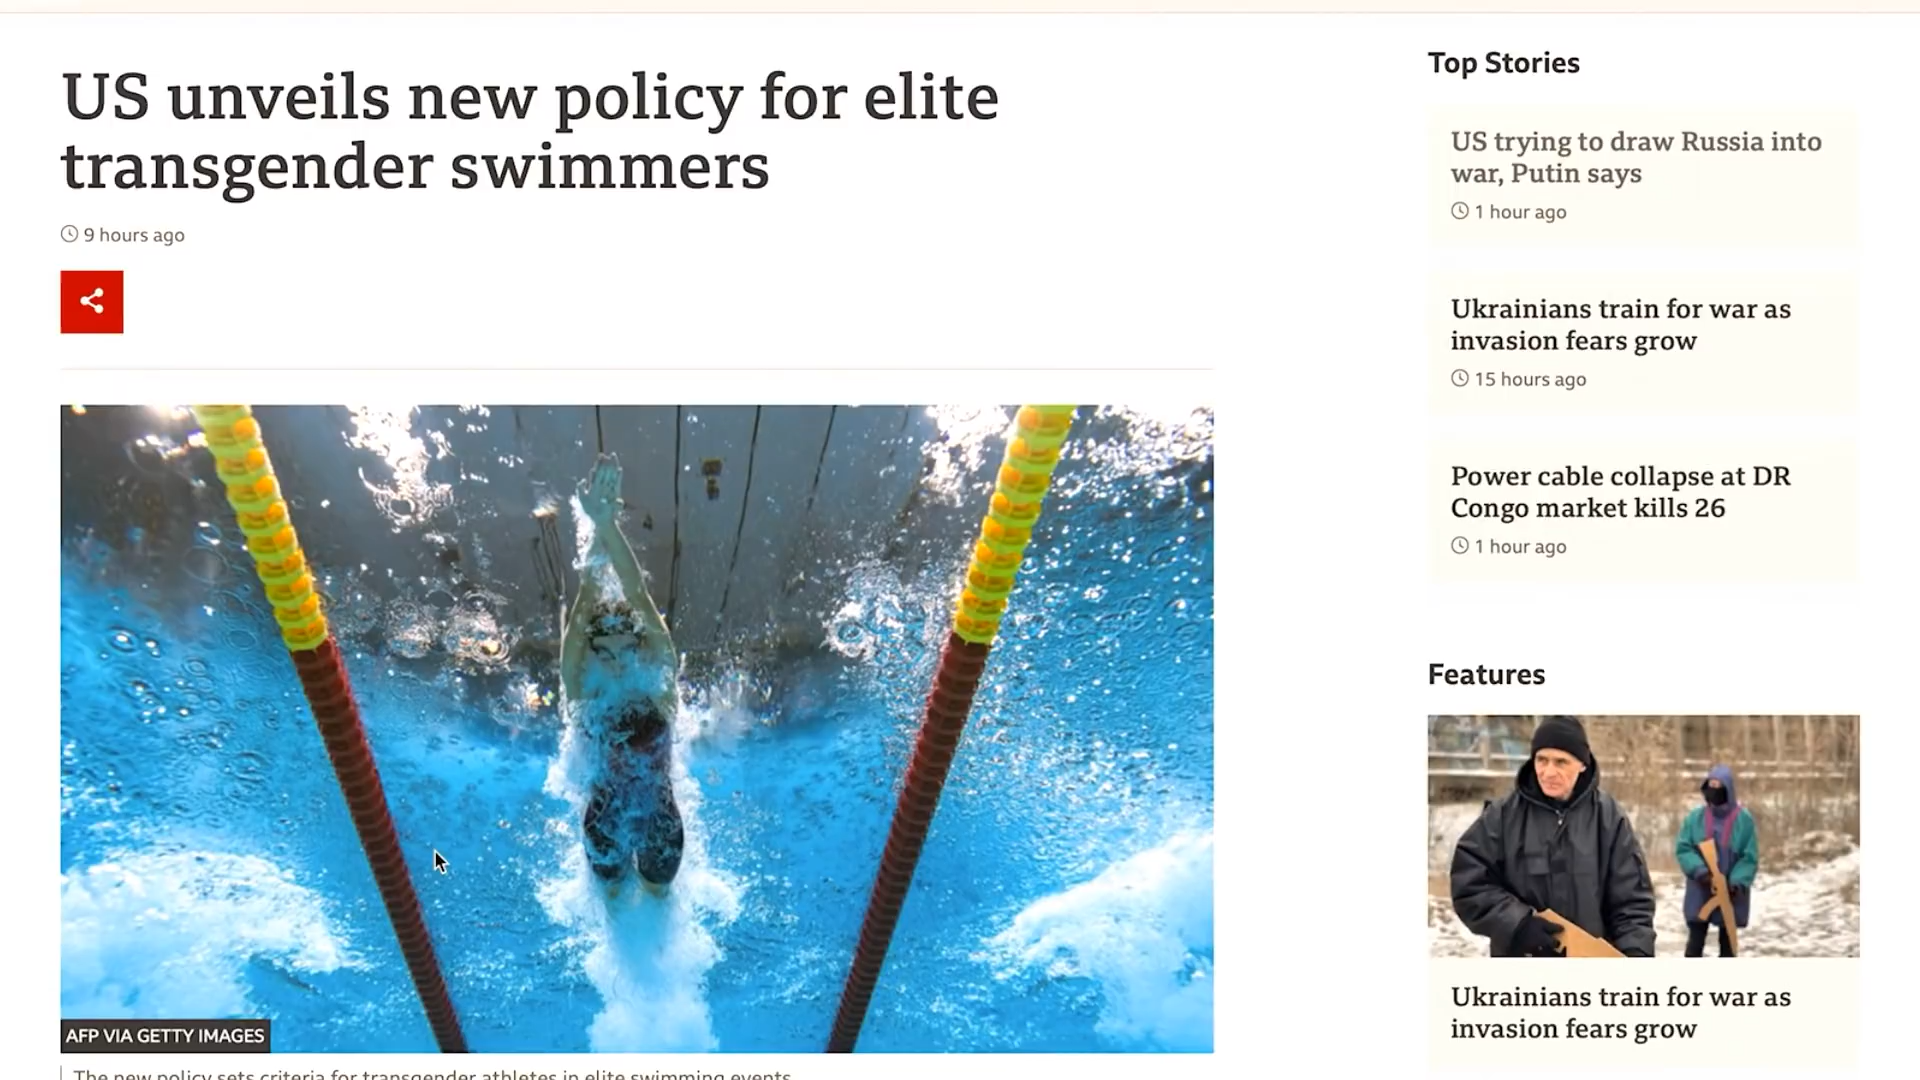 US unveils new policy for elite
transgender swimmers
9 hours ago
AFP VIA GETTY IMAGES
The new policy sets criteria for transgender athletes in elite swimming events
Top Stories
US trying to draw Russia into
war, Putin says
1 hour ago
Ukrainians train for war as
invasion fears grow
15 hours ago
Power cable collapse at DR
Congo market kills 26
1 hour ago
Features
Ukrainians train for war as
invasion fears grow